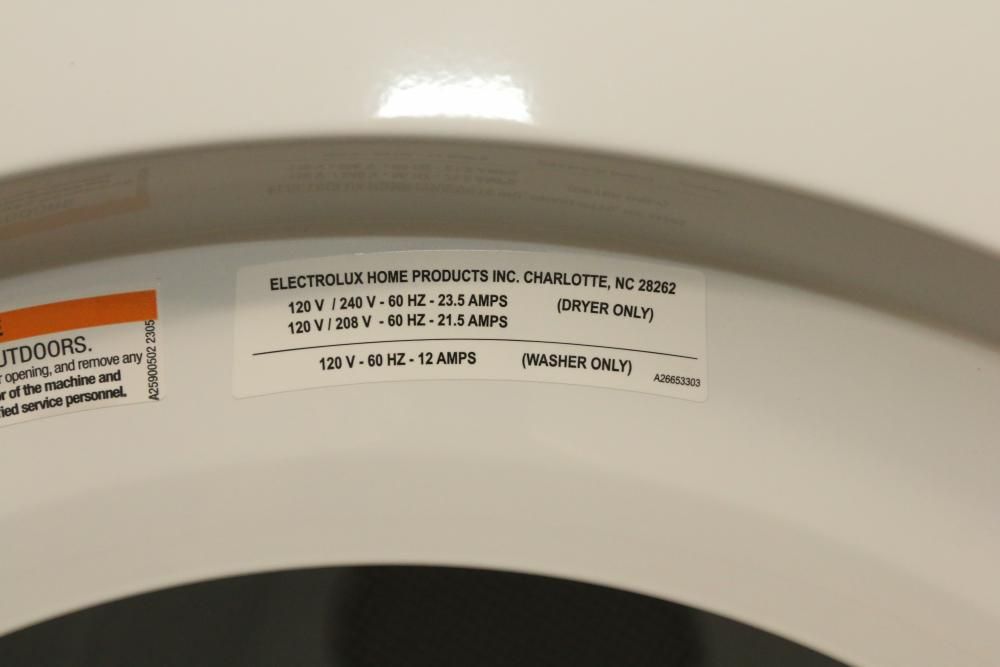 ELECTROLUX HOME PRODUCTS INC. CHARLOTTE, NC 28262
120 V / 240 V - 60 HZ - 23.5 AMPS (DRYER ONLY)
120 V / 208 V - 60 HZ - 21.5 AMPS
120 V - 60 HZ - 12 AMPS (WASHER ONLY)
A26653303
UTDOORS.
opening, and remove any
of the machine and
service personnel.
A25900502 2305